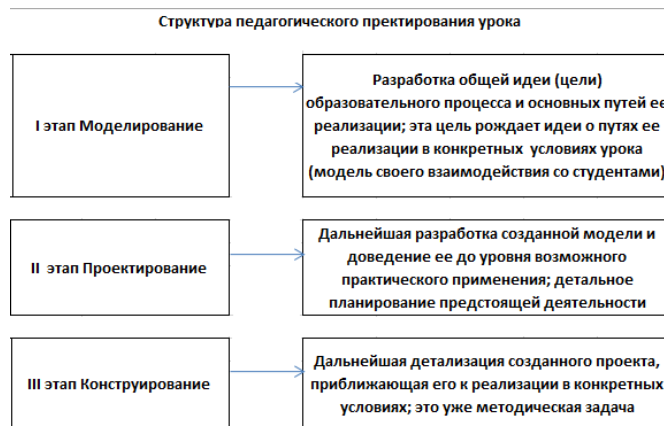 Структура педагогического пректирования урока
I этап Моделирование
Разработка общей идеи (цели)
образовательного процесса и основных путей ее
реализации; эта цель рождает идеи о путях ее
реализации в конкретных условиях урока
(модель своего взаимодействия со студентами)
II этап Проектирование
Дальнейшая разработка созданной модели и
доведение ее до уровня возможного
практического применения; детальное
планирование предстоящей деятельности
III этап Конструирование
Дальнейшая детализация созданного проекта,
приближающая его к реализации в конкретных
условиях; это уже методическая задача